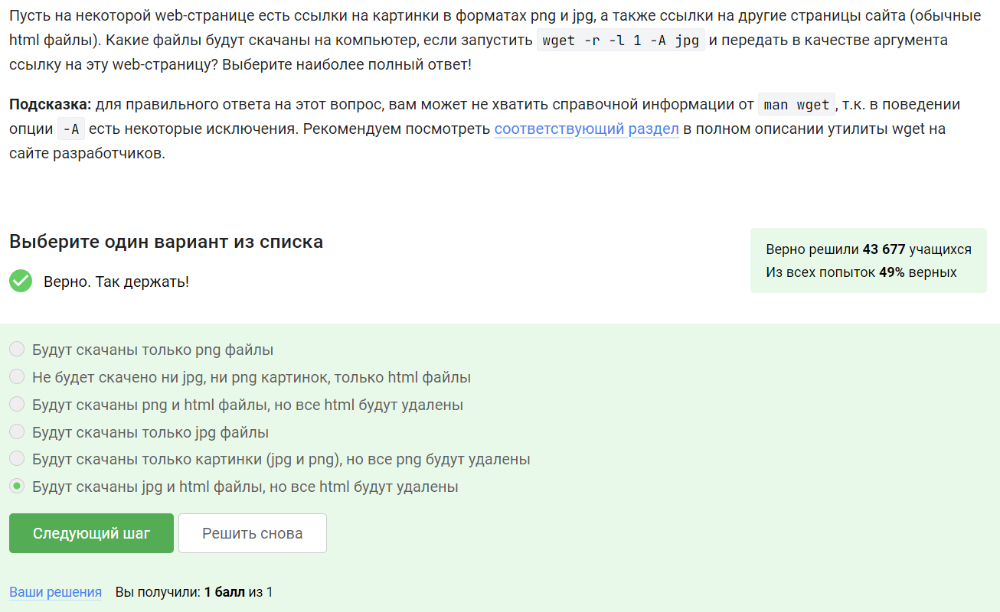 Пусть на некоторой web-странице есть ссылки на картинки в форматах png и jpg, а также ссылки на другие страницы сайта (обычные
html файлы). Какие файлы будут скачаны на компьютер, если запустить wget -r -l 1 -A jpg и передать в качестве аргумента
ссылку на эту web-страницу? Выберите наиболее полный ответ!
Подсказка: для правильного ответа на этот вопрос, вам может не хватить справочной информации от man wget, т.к. в поведении
опции -A есть некоторые исключения. Рекомендуем посмотреть соответствующий раздел в полном описании утилиты wget на
сайте разработчиков.
Выберите один вариант из списка
Верно. Так держать!
Верно решили 43 677 учащихся
Из всех попыток 49% верных
Будут скачаны только png файлы
Не будет скачено ни jpg, ни png картинок, только html файлы
Будут скачаны png и html файлы, но все html будут удалены
Будут скачаны только jpg файлы
Будут скачаны только картинки (jpg и png), но все png будут удалены
Будут скачаны jpg и html файлы, но все html будут удалены
Следующий шаг
Решить снова
Ваши решения Вы получили: 1 балл из 1